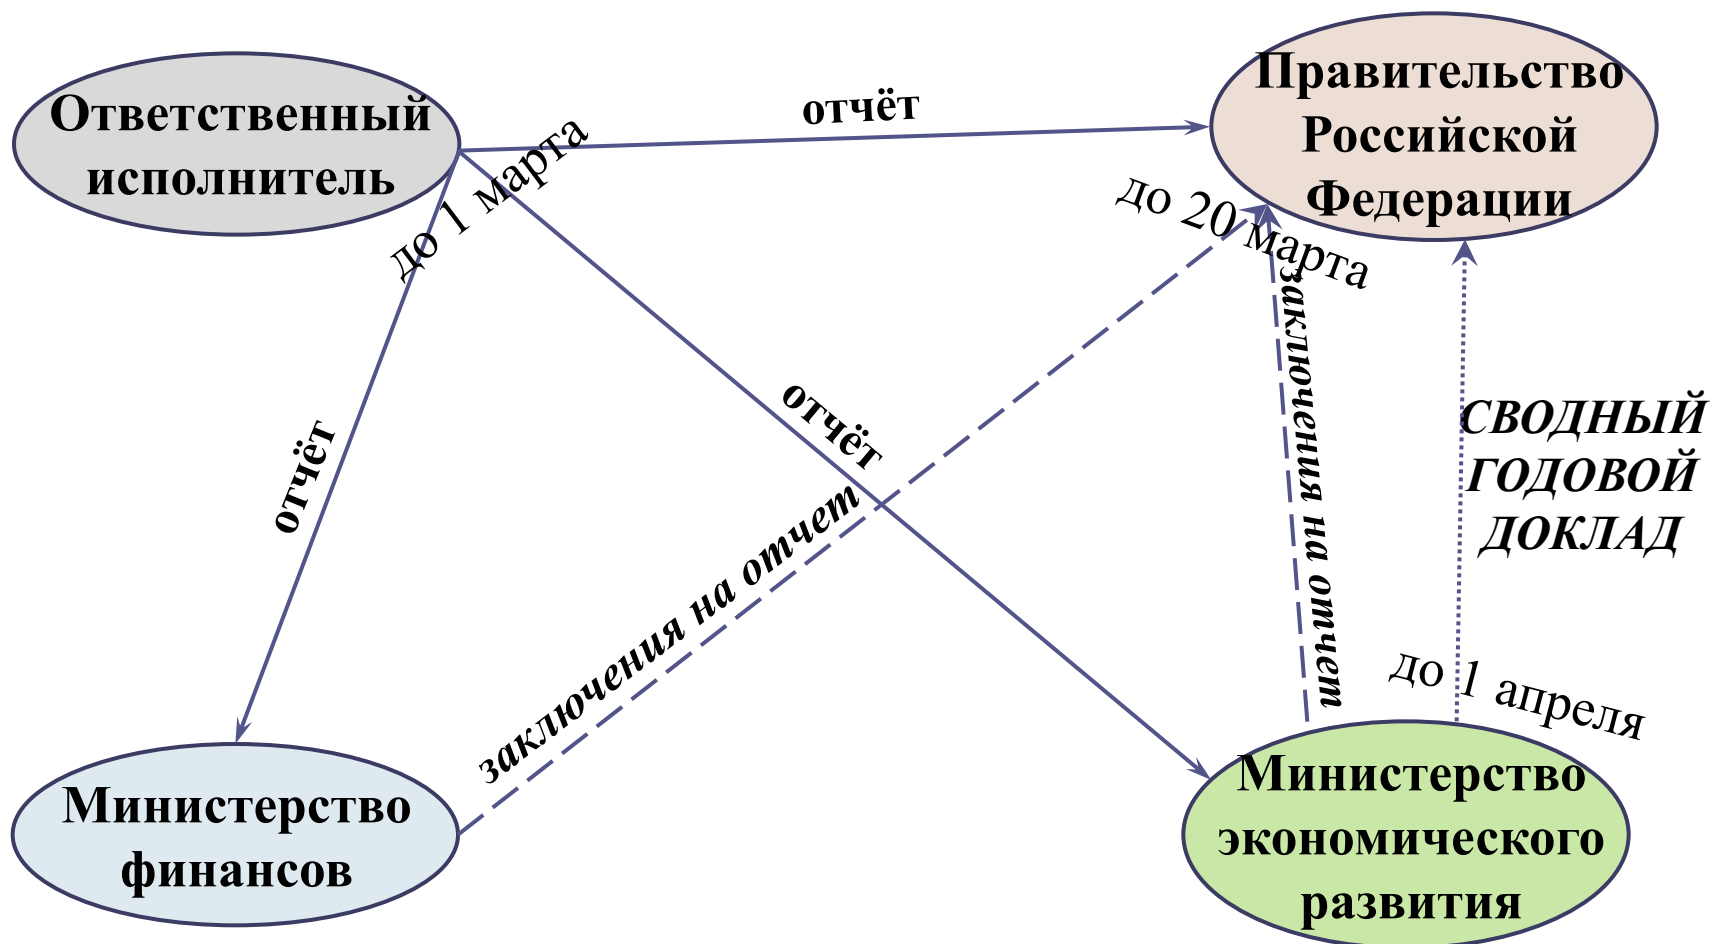 Ответственный
исполнитель
отчёт
Правительство
Российской
Федерации
до 1 марта
до 20 марта
отчёт
отчёт
заключения на отчет
заключения на отчет
СВОДНЫЙ
ГОДОВОЙ
ДОКЛАД
до 1 апреля
Министерство
финансов
Министерство
экономического
развития